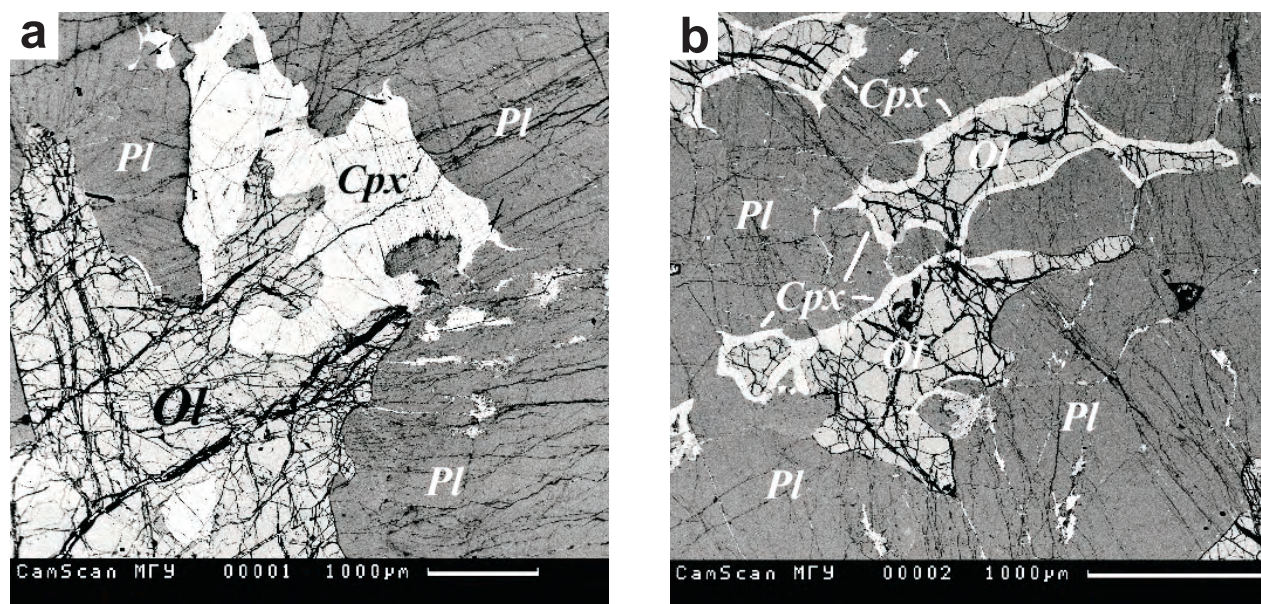 a
Pl
Pl
Cpx
Ol
Pl
CamScan МГУ 00001 1000µm
b
Cpx
Ol
Pl
Cpx
Ol
Pl
Pl
CamScan МГУ 00002 1000µm